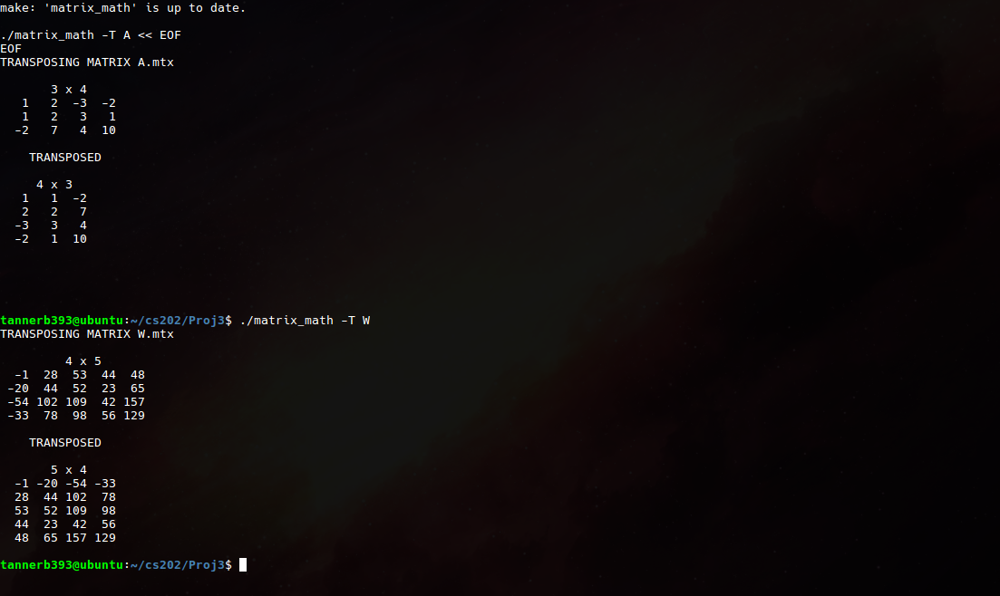 make: 'matrix_math' is up to date.
./matrix_math -T A << EOF
EOF
TRANSPOSING MATRIX A.mtx
3 x 4
1 2 -3 -2
1 2 3 1
-2 7 4 10
TRANSPOSED
4 x 3
1 1 -2
2 2 7
-3 3 4
-2 1 10
tannerb393@ubuntu:~/cs202/Proj3$ ./matrix_math -T W
TRANSPOSING MATRIX W.mtx
4 x 5
-1 28 53 44 48
-20 44 52 23 65
-54 102 109 42 157
-33 78 98 56 129
TRANSPOSED
5 x 4
-1 -20 -54 -33
28 44 102 78
53 52 109 98
44 23 42 56
48 65 157 129
tannerb393@ubuntu:~/cs202/Proj3$